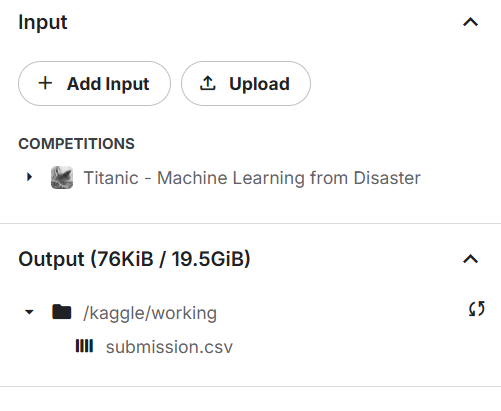 Input
Add Input Upload
COMPETITIONS
Titanic - Machine Learning from Disaster
Output (76KiB / 19.5GiB)
/kaggle/working
submission.csv